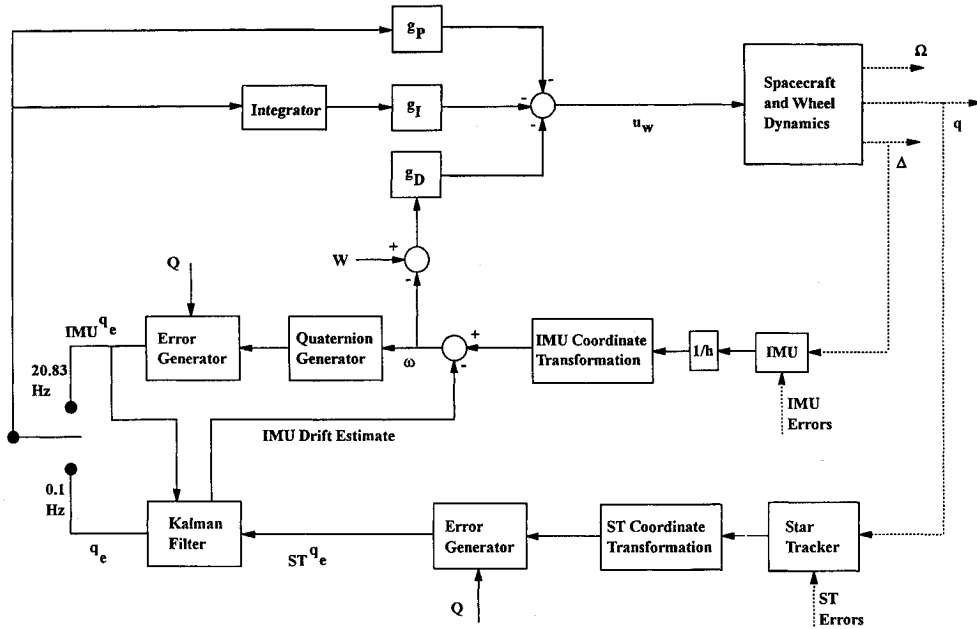 g_P
Spacecraft
and Wheel
Dynamics
Ω
Integrator
g_I
-
-
-
u_w
q
Δ
g_D
W
+
-
Q
IMU^q_e
Error
Generator
Quaternion
Generator
ω
+
-
IMU Coordinate
Transformation
1/h
IMU
20.83
Hz
IMU Drift Estimate
IMU
Errors
0.1
Hz
q_e
Kalman
Filter
ST^q_e
Error
Generator
ST Coordinate
Transformation
Star
Tracker
Q
ST
Errors